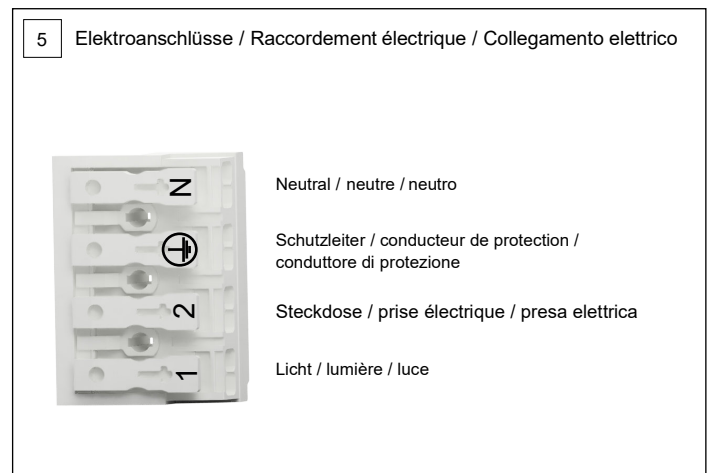 5 Elektroanschlüsse / Raccordement électrique / Collegamento elettrico
N
Neutral / neutre / neutro
Schutzleiter / conducteur de protection /
conduttore di protezione
2
Steckdose / prise électrique / presa elettrica
1
Licht / lumière / luce